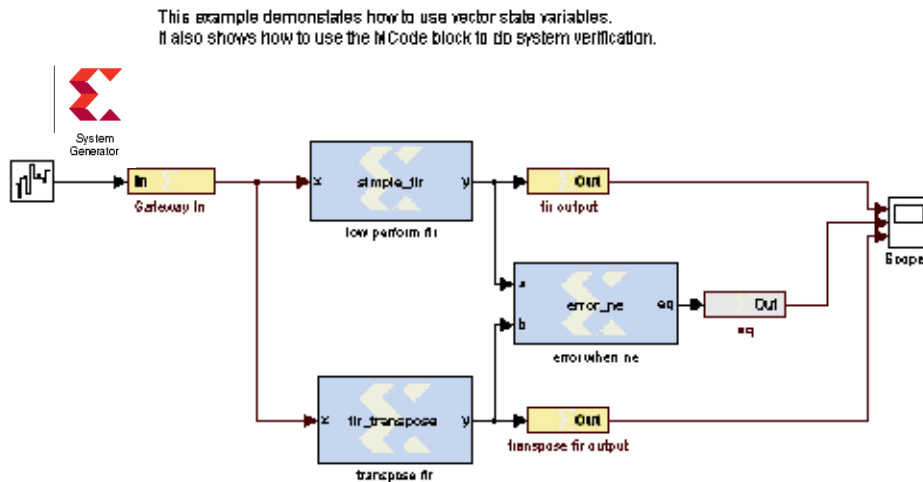 This example demonstates how to use vector state variables.
It also shows how to use the MCode block to do system verification.
System
Generator
In
Gateway In
x
simple_fir
y
low perform fir
Out
fir output
Scope
a
b
error_ne
eq
error when ne
Out
eq
x
fir_transpose
y
transpose fir
Out
transpose fir output